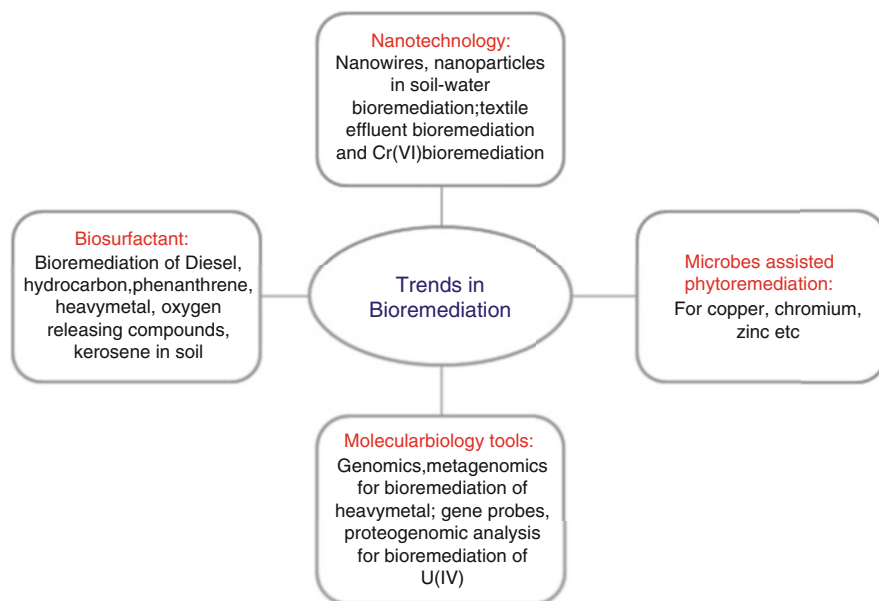 Nanotechnology:
Nanowires, nanoparticles
in soil-water
bioremediation;textile
effluent bioremediation
and Cr(VI)bioremediation
Biosurfactant:
Bioremediation of Diesel,
hydrocarbon,phenanthrene,
heavymetal, oxygen
releasing compounds,
kerosene in soil
Trends in
Bioremediation
Microbes assisted
phytoremediation:
For copper, chromium,
zinc etc
Molecularbiology tools:
Genomics,metagenomics
for bioremediation of
heavymetal; gene probes,
proteogenomic analysis
for bioremediation of
U(IV)